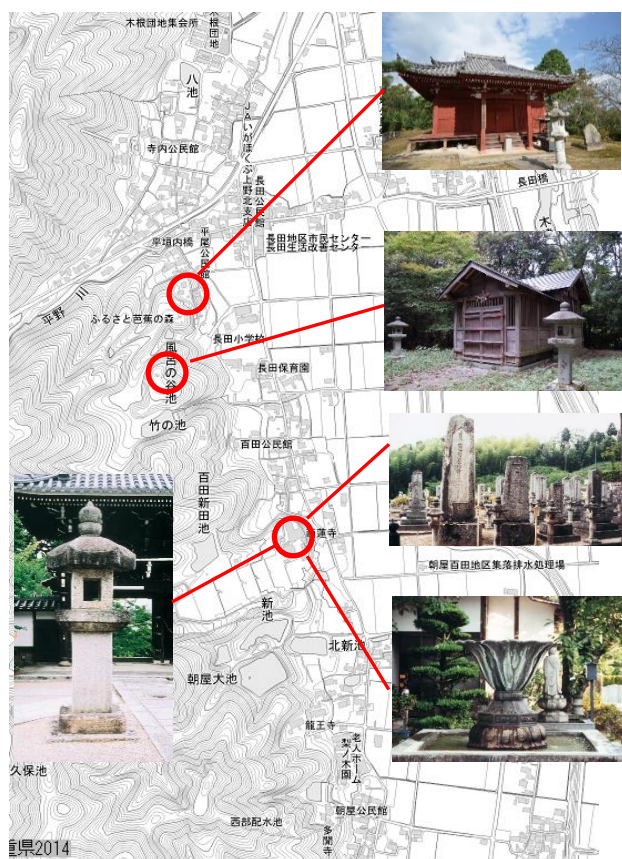 木根団地集会所
木根団地
八池
寺内公民館
JAいがほくぶ上野北支店
長田公民館
長田橋
平垣内橋
平尾公民館
長田地区市民センター
長田生活改善センター
平野川
ふるさと芭蕉の森
長田小学校
風呂の谷池
長田保育園
竹の池
百田公民館
百田新田池
蓮寺
朝屋百田地区集落排水処理場
新池
北新池
朝屋大池
龍王寺
老人ホーム
梨ノ木園
久保池
朝屋公民館
西部配水池
多聞寺
重県2014